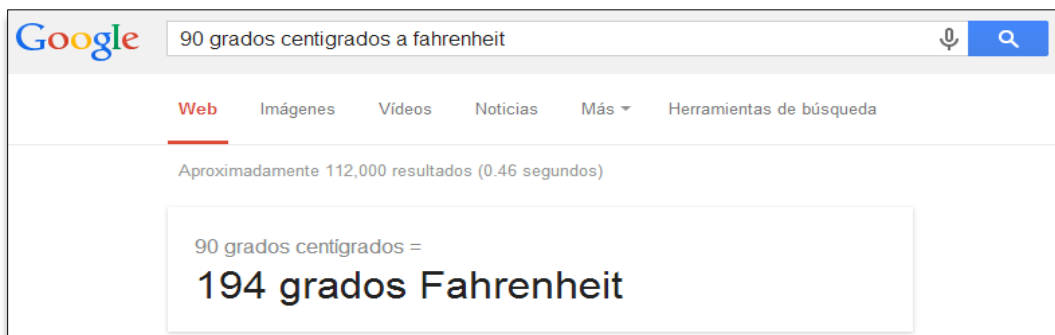 Google 90 grados centigrados a fahrenheit
Web Imágenes Vídeos Noticias Más Herramientas de búsqueda
Aproximadamente 112,000 resultados (0.46 segundos)
90 grados centígrados =
194 grados Fahrenheit